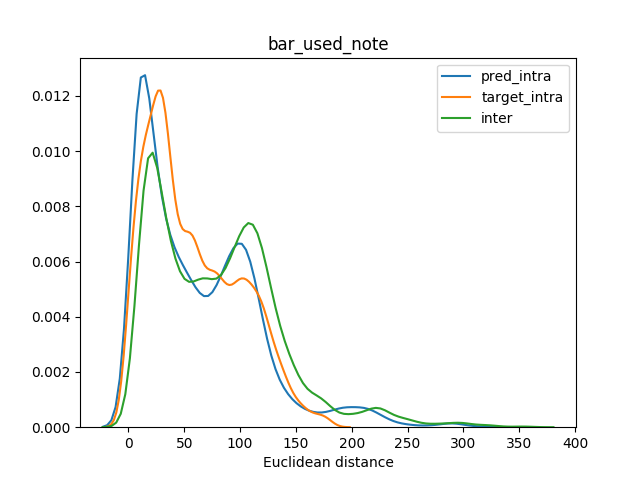 bar_used_note
pred_intra
target_intra
inter
0.012
0.010
0.008
0.006
0.004
0.002
0.000
0 50 100 150 200 250 300 350 400
Euclidean distance